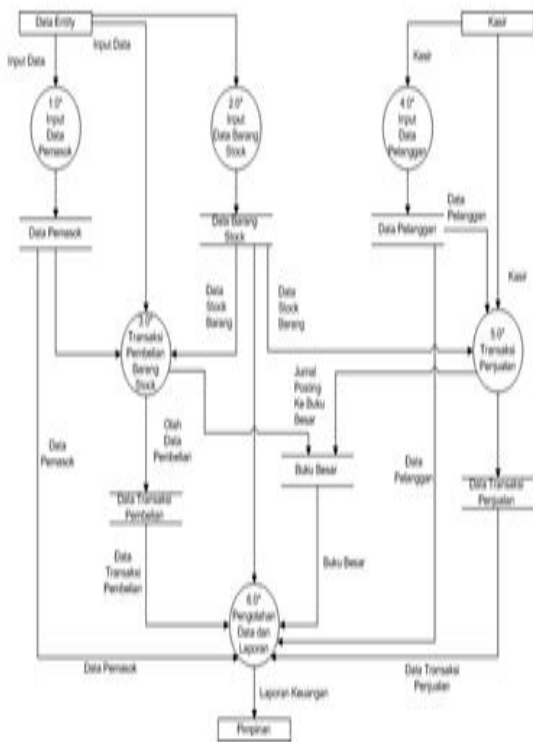 Data Entity
Kasir
Input Data
Input Data
Kasir
1.0*
Input
Data
Pemasok
2.0*
Input
Data Barang
Stock
4.0*
Input
Data
Pelanggan
Data Pemasok
Data Barang
Stock
Data Pelanggan
Data
Pelanggan
Kasir
Data
Stock
Barang
Data
Stock
Barang
3.0*
Transaksi
Pembelian
Barang
Stock
5.0*
Transaksi
Penjualan
Jurnal
Posting
Ke Buku
Besar
Olah
Data
Pembelian
Data
Pemasok
Buku Besar
Data
Pelanggan
Data Transaksi
Pembelian
Data Transaksi
Penjualan
Data
Transaksi
Pembelian
Buku Besar
6.0*
Pengolahan
Data dan
Laporan
Data Pemasok
Data Transaksi
Penjualan
Laporan Keuangan
Pimpinan